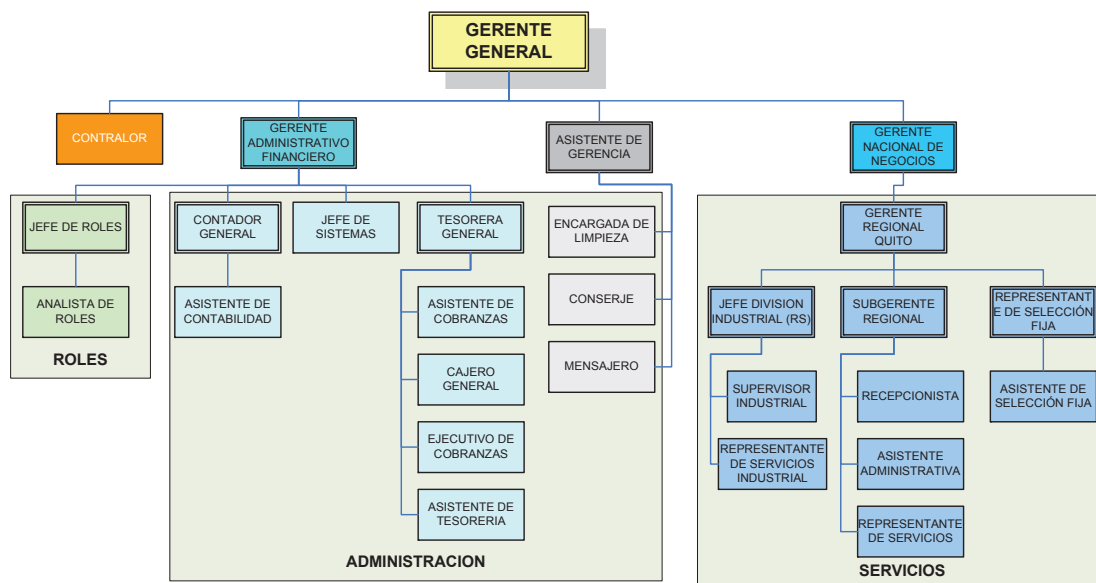 GERENTE
GENERAL
CONTRALOR
GERENTE
ADMINISTRATIVO
FINANCIERO
ASISTENTE DE
GERENCIA
GERENTE
NACIONAL DE
NEGOCIOS
JEFE DE ROLES
CONTADOR
GENERAL
JEFE DE
SISTEMAS
TESORERA
GENERAL
ENCARGADA DE
LIMPIEZA
GERENTE
REGIONAL
QUITO
ANALISTA DE
ROLES
ASISTENTE DE
CONTABILIDAD
ASISTENTE DE
COBRANZAS
CONSERJE
JEFE DIVISION
INDUSTRIAL (RS)
SUBGERENTE
REGIONAL
REPRESENTANT
E DE SELECCIÓN
FIJA
ROLES
CAJERO
GENERAL
MENSAJERO
SUPERVISOR
INDUSTRIAL
RECEPCIONISTA
ASISTENTE DE
SELECCIÓN FIJA
EJECUTIVO DE
COBRANZAS
REPRESENTANTE
DE SERVICIOS
INDUSTRIAL
ASISTENTE
ADMINISTRATIVA
ASISTENTE DE
TESORERIA
REPRESENTANTE
DE SERVICIOS
ADMINISTRACION
SERVICIOS